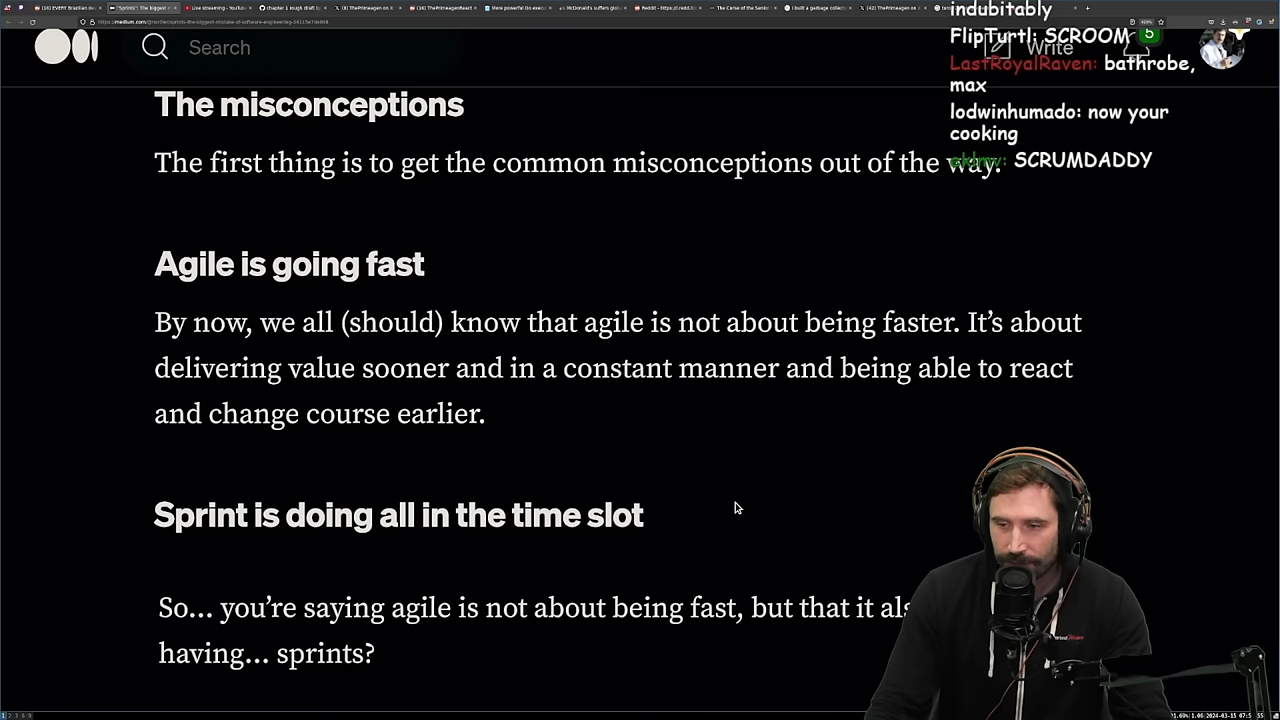 Search
Write
5
indubitably
FlipTurtl: SCROOM
LastRoyalRaven: bathrobe,
max
lodwinhumado: now your
cooking
SCRUMDADDY
The misconceptions
The first thing is to get the common misconceptions out of the way.
Agile is going fast
By now, we all (should) know that agile is not about being faster. It’s about
delivering value sooner and in a constant manner and being able to react
and change course earlier.
Sprint is doing all in the time slot
So… you’re saying agile is not about being fast, but that it
having… sprints?